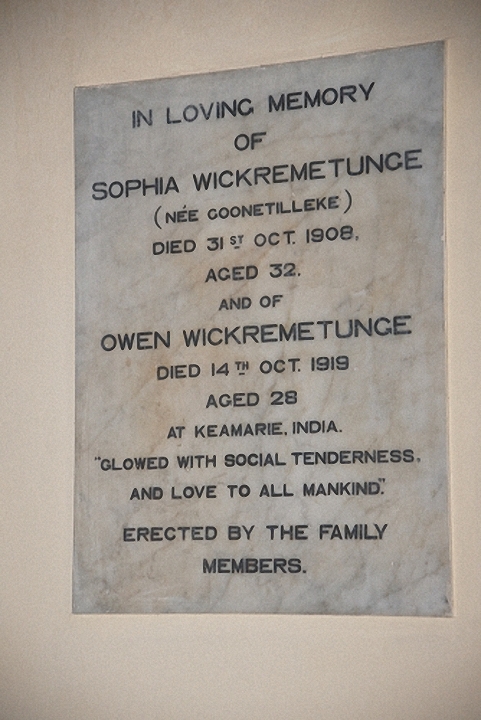 IN LOVING MEMORY
OF
SOPHIA WICKREMETUNGE
(NÉE GOONETILLEKE)
DIED 31ST OCT. 1908,
AGED 32.
AND OF
OWEN WICKREMETUNGE
DIED 14TH OCT. 1919
AGED 28
AT KEAMARIE, INDIA.
"GLOWED WITH SOCIAL TENDERNESS,
AND LOVE TO ALL MANKIND."
ERECTED BY THE FAMILY
MEMBERS.